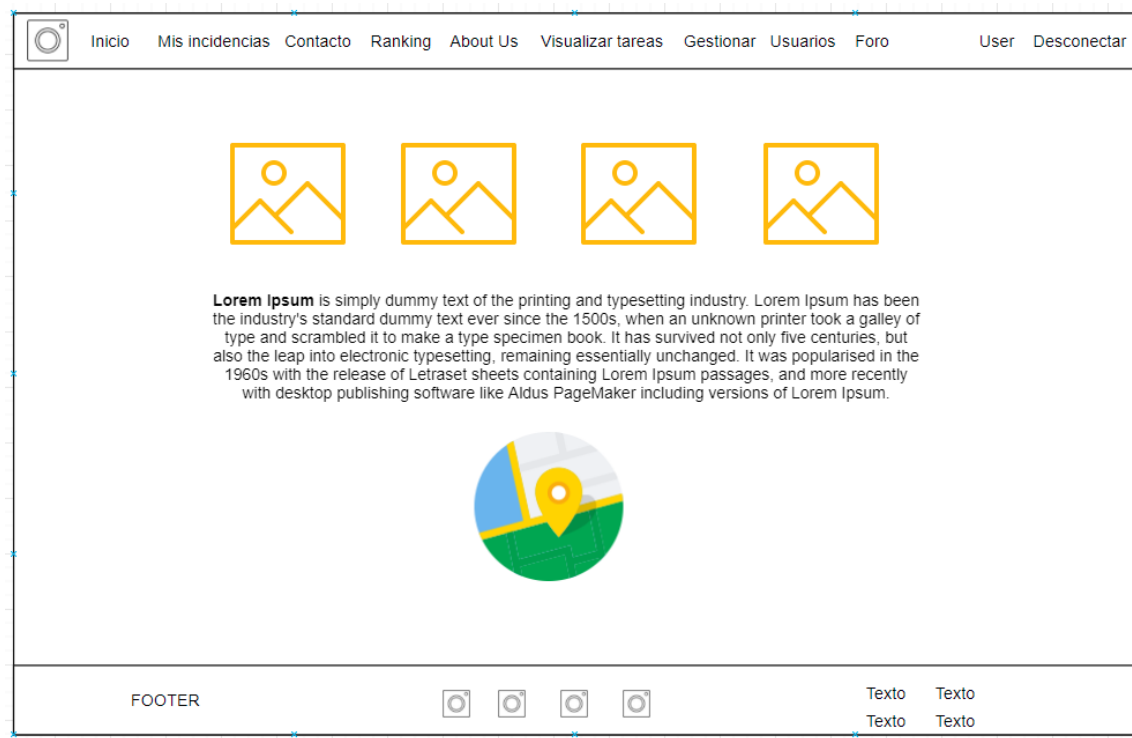 Inicio Mis incidencias Contacto Ranking About Us Visualizar tareas Gestionar Usuarios Foro User Desconectar
Lorem Ipsum is simply dummy text of the printing and typesetting industry. Lorem Ipsum has been
the industry's standard dummy text ever since the 1500s, when an unknown printer took a galley of
type and scrambled it to make a type specimen book. It has survived not only five centuries, but
also the leap into electronic typesetting, remaining essentially unchanged. It was popularised in the
1960s with the release of Letraset sheets containing Lorem Ipsum passages, and more recently
with desktop publishing software like Aldus PageMaker including versions of Lorem Ipsum.
FOOTER
Texto Texto
Texto Texto